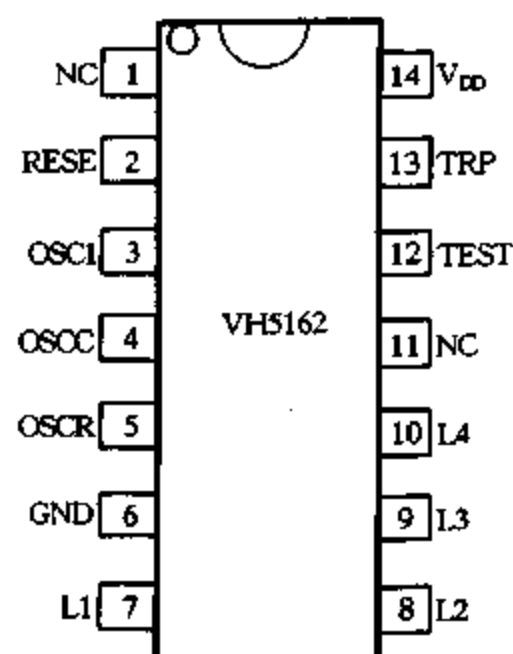 NC 1 14 VDD
RESE 2 13 TRP
OSC1 3 12 TEST
VH5162
OSCC 4 11 NC
OSCR 5 10 L4
GND 6 9 L3
L1 7 8 L2